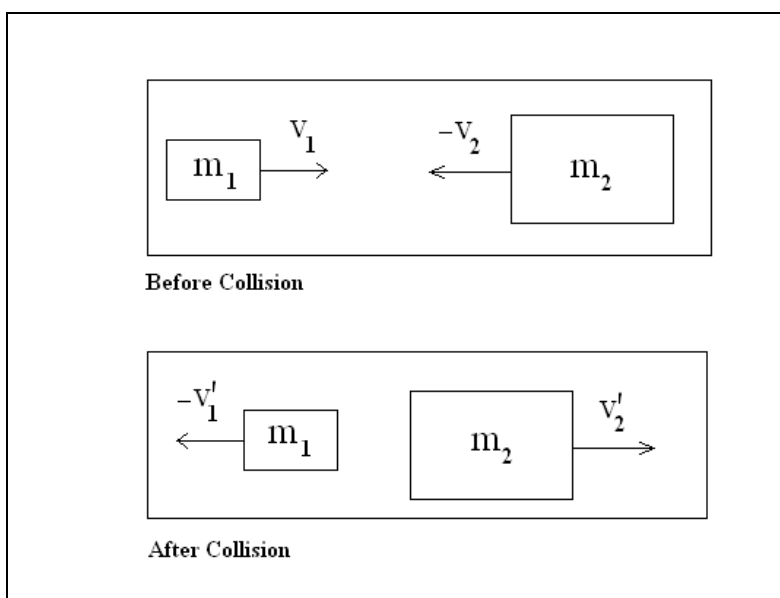 V₁ −V₂
m₁ m₂
Before Collision
−V₁′ V₂′
m₁ m₂
After Collision